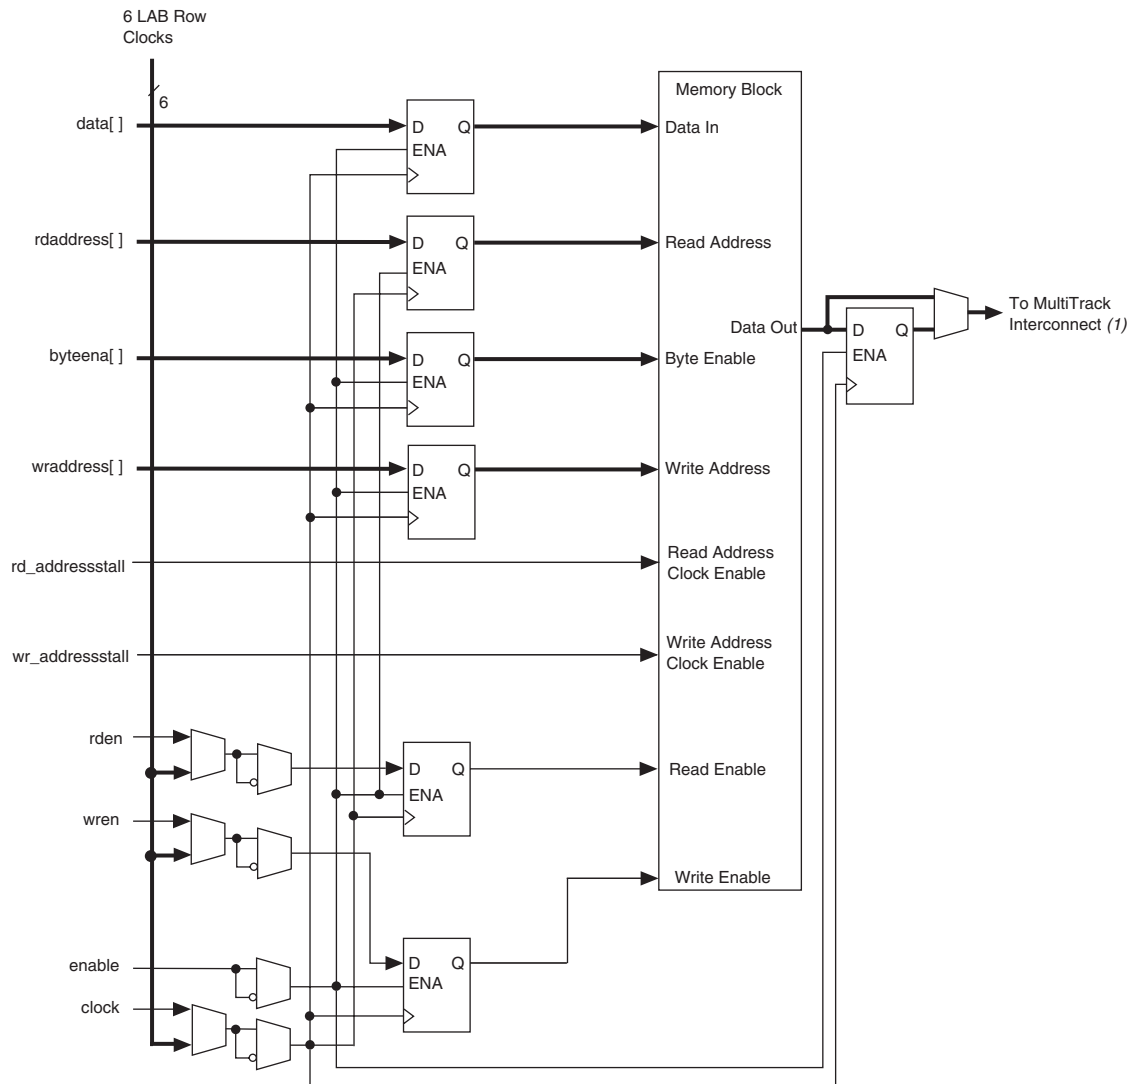 6 LAB Row
Clocks
6
Memory Block
data[ ]
D
Q
ENA
Data In
rdaddress[ ]
D
Q
ENA
Read Address
Data Out
D
Q
ENA
To MultiTrack
Interconnect (1)
byteena[ ]
D
Q
ENA
Byte Enable
wraddress[ ]
D
Q
ENA
Write Address
rd_addressstall
Read Address
Clock Enable
wr_addressstall
Write Address
Clock Enable
rden
D
Q
ENA
Read Enable
wren
Write Enable
enable
D
Q
ENA
clock